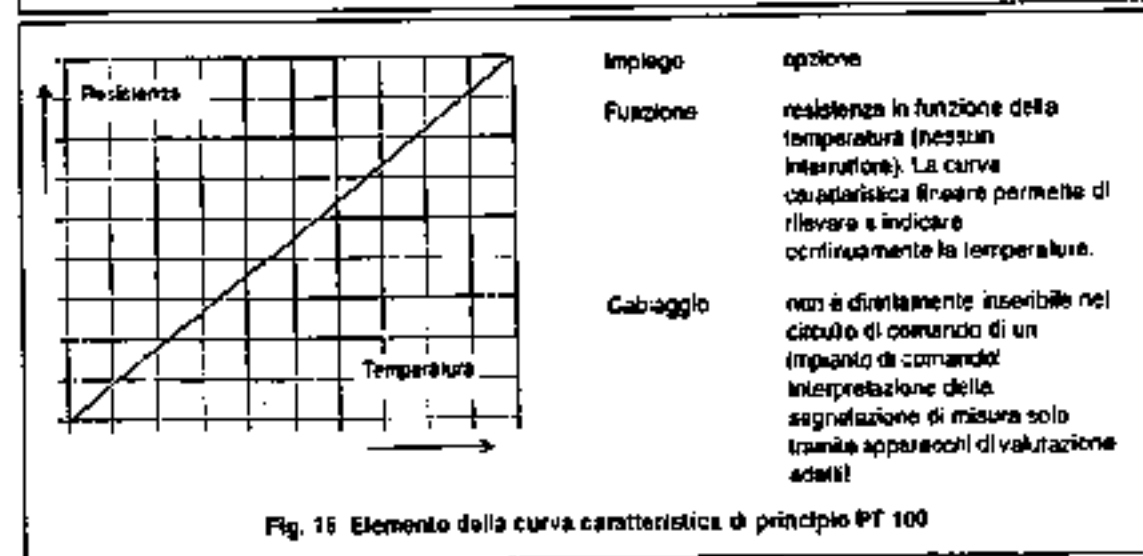 Resistenza
Temperatura
Impiego opzione
Funzione resistenza in funzione della
temperatura (nessun
interruttore). La curva
caratteristica lineare permette di
rilevare e indicare
continuamente la temperatura.
Cablaggio non è direttamente inseribile nel
circuito di comando di un
impianto di comando!
Interpretazione della
segnalazione di misura solo
tramite apparecchi di valutazione
adatti!
Fig. 16 Elemento della curva caratteristica di principio PT 100